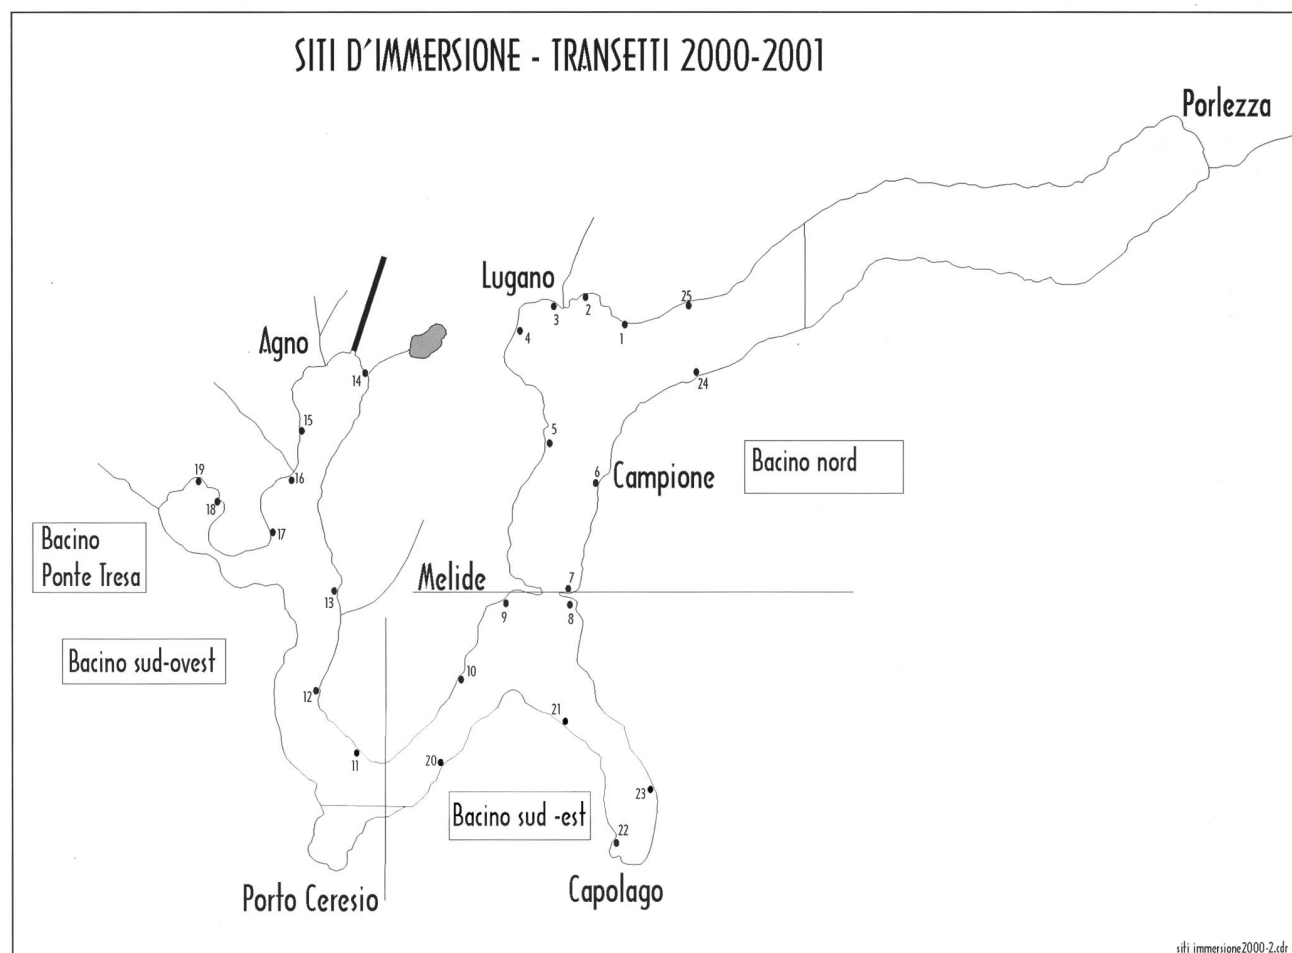 SITI D'IMMERSIONE - TRANSETTI 2000-2001
Porlezza
Lugano
25
2
3
1
4
Agno
14
24
15
5
Bacino nord
6
Campione
16
19
18
17
Bacino
Ponte Tresa
Melide
7
13
9
8
Bacino sud-ovest
10
12
21
11
20
23
Bacino sud -est
22
Porto Ceresio
Capolago
siti immersione2000-2.cdr